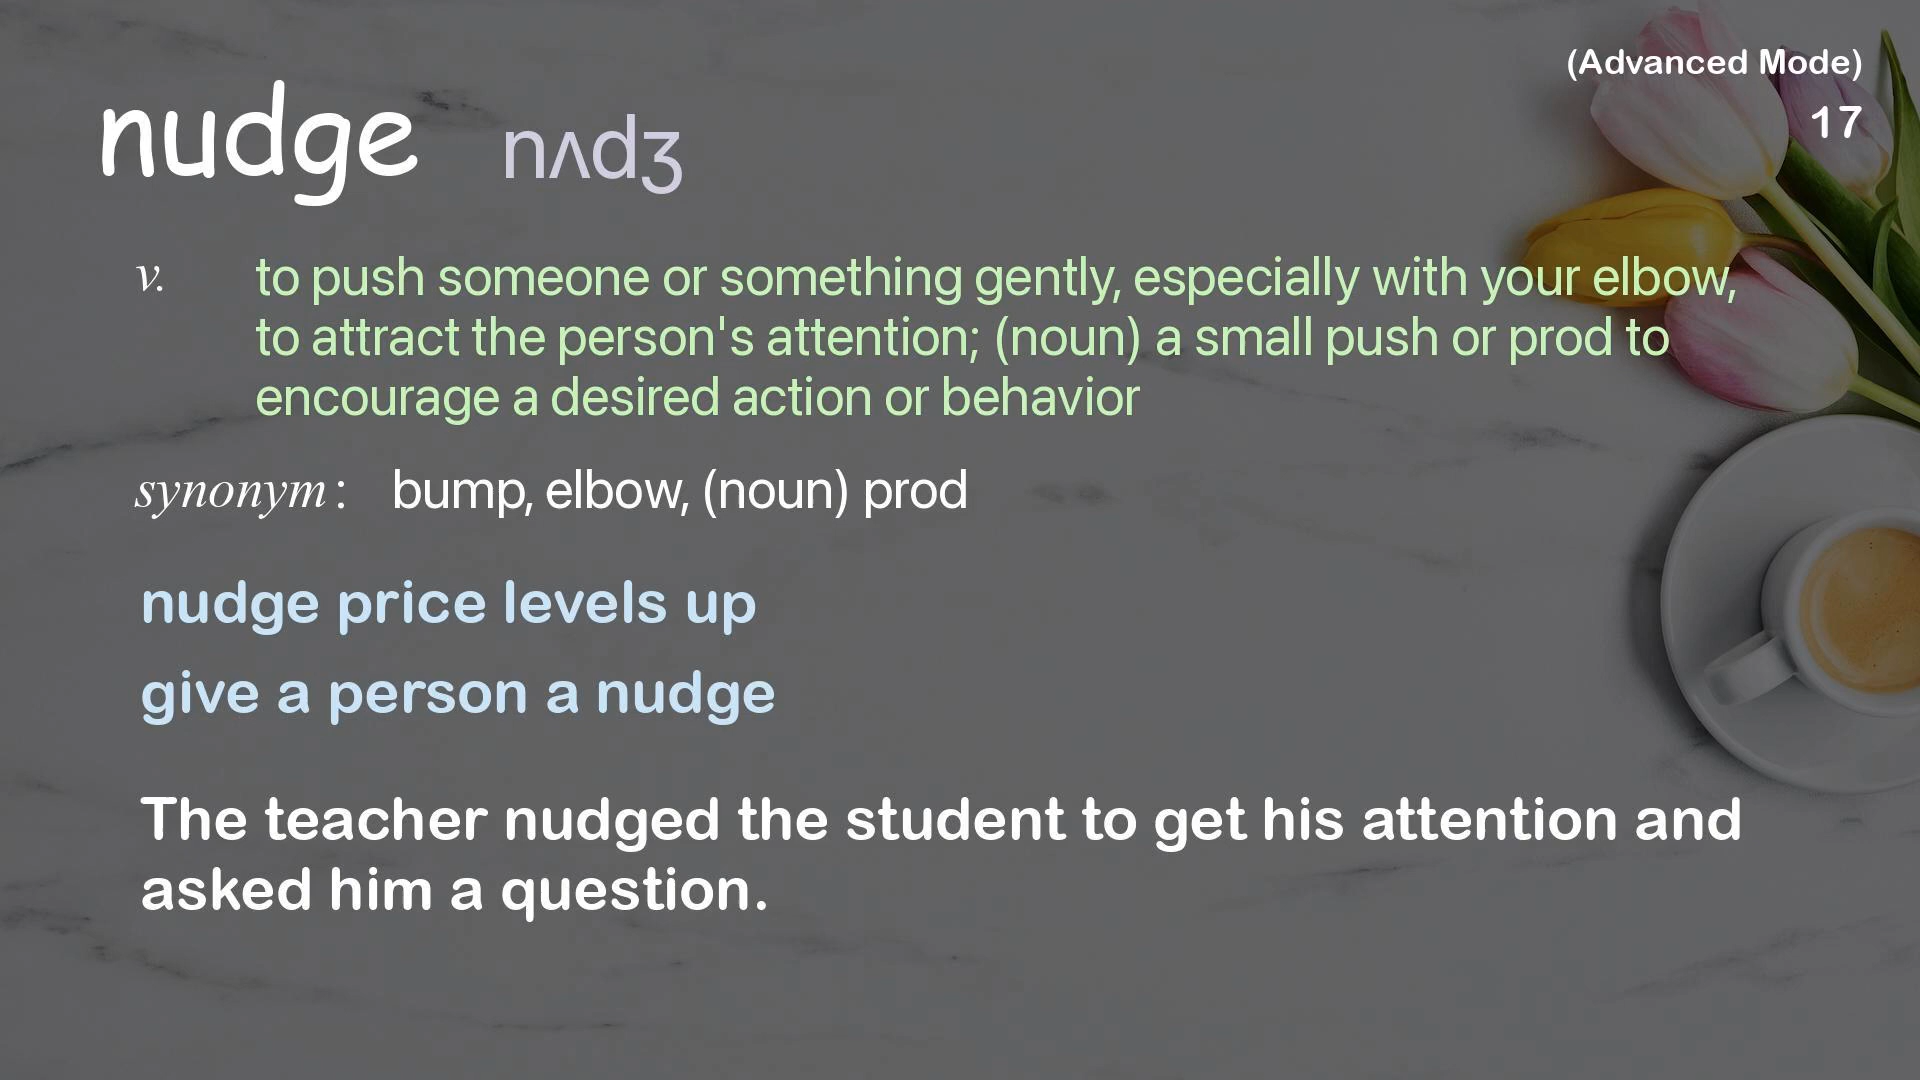 (Advanced Mode)
17
nudge nʌdʒ
v. to push someone or something gently, especially with your elbow,
to attract the person's attention; (noun) a small push or prod to
encourage a desired action or behavior
synonym: bump, elbow, (noun) prod
nudge price levels up
give a person a nudge
The teacher nudged the student to get his attention and
asked him a question.